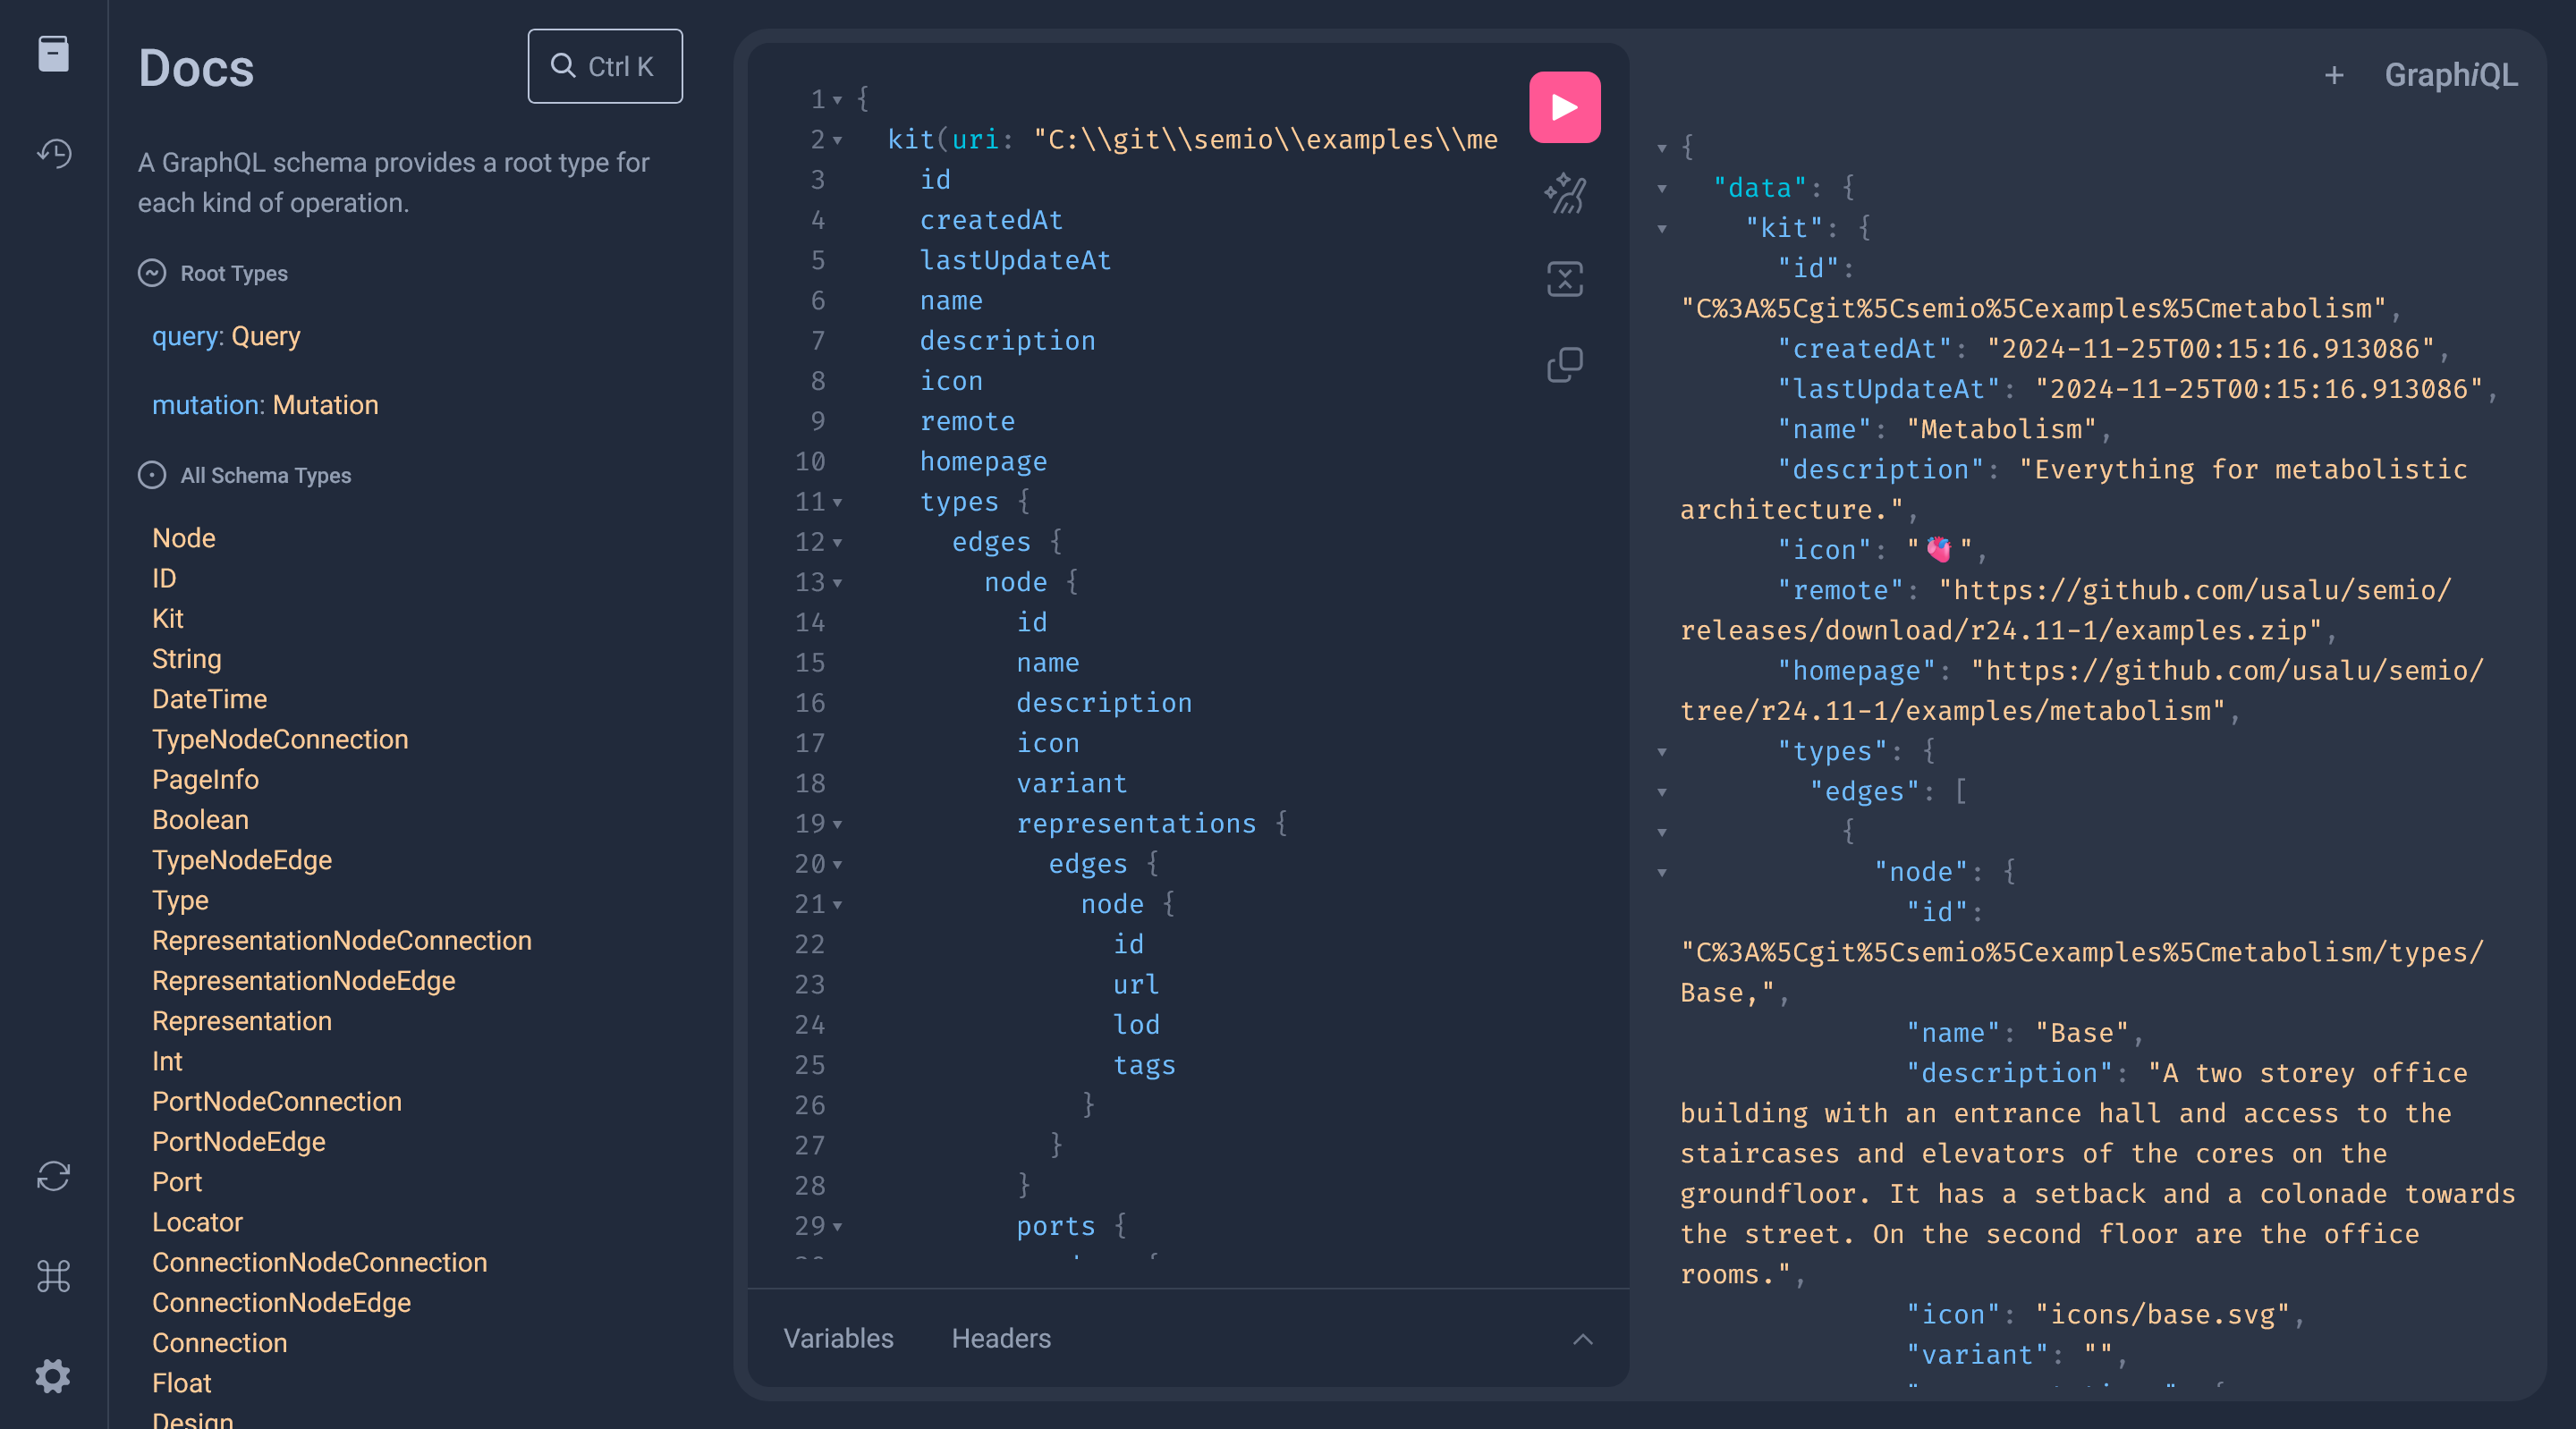 Docs
Ctrl K
A GraphQL schema provides a root type for
each kind of operation.
Root Types
query: Query
mutation: Mutation
All Schema Types
Node
ID
Kit
String
DateTime
TypeNodeConnection
PageInfo
Boolean
TypeNodeEdge
Type
RepresentationNodeConnection
RepresentationNodeEdge
Representation
Int
PortNodeConnection
PortNodeEdge
Port
Locator
ConnectionNodeConnection
ConnectionNodeEdge
Connection
Float
Design
1 {
2 kit(uri: "C:\\git\\semio\\examples\\me
3 id
4 createdAt
5 lastUpdateAt
6 name
7 description
8 icon
9 remote
10 homepage
11 types {
12 edges {
13 node {
14 id
15 name
16 description
17 icon
18 variant
19 representations {
20 edges {
21 node {
22 id
23 url
24 lod
25 tags
26 }
27 }
28 }
29 ports {
Variables Headers
+ GraphiQL
{
"data": {
"kit": {
"id":
"C%3A%5Cgit%5Csemio%5Cexamples%5Cmetabolism",
"createdAt": "2024-11-25T00:15:16.913086",
"lastUpdateAt": "2024-11-25T00:15:16.913086",
"name": "Metabolism",
"description": "Everything for metabolistic
architecture.",
"icon": "🫀",
"remote": "https://github.com/usalu/semio/
releases/download/r24.11-1/examples.zip",
"homepage": "https://github.com/usalu/semio/
tree/r24.11-1/examples/metabolism",
"types": {
"edges": [
{
"node": {
"id":
"C%3A%5Cgit%5Csemio%5Cexamples%5Cmetabolism/types/
Base,",
"name": "Base",
"description": "A two storey office
building with an entrance hall and access to the
staircases and elevators of the cores on the
groundfloor. It has a setback and a colonade towards
the street. On the second floor are the office
rooms.",
"icon": "icons/base.svg",
"variant": "",